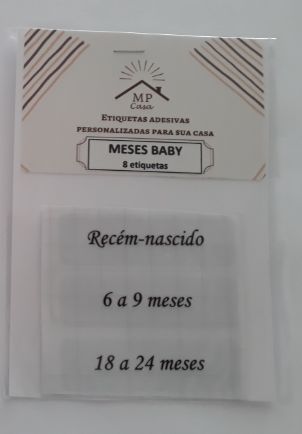 MP
Casa
ETIQUETAS ADESIVAS
PERSONALIZADAS PARA SUA CASA
MESES BABY
8 etiquetas
Recém-nascido
6 a 9 meses
18 a 24 meses